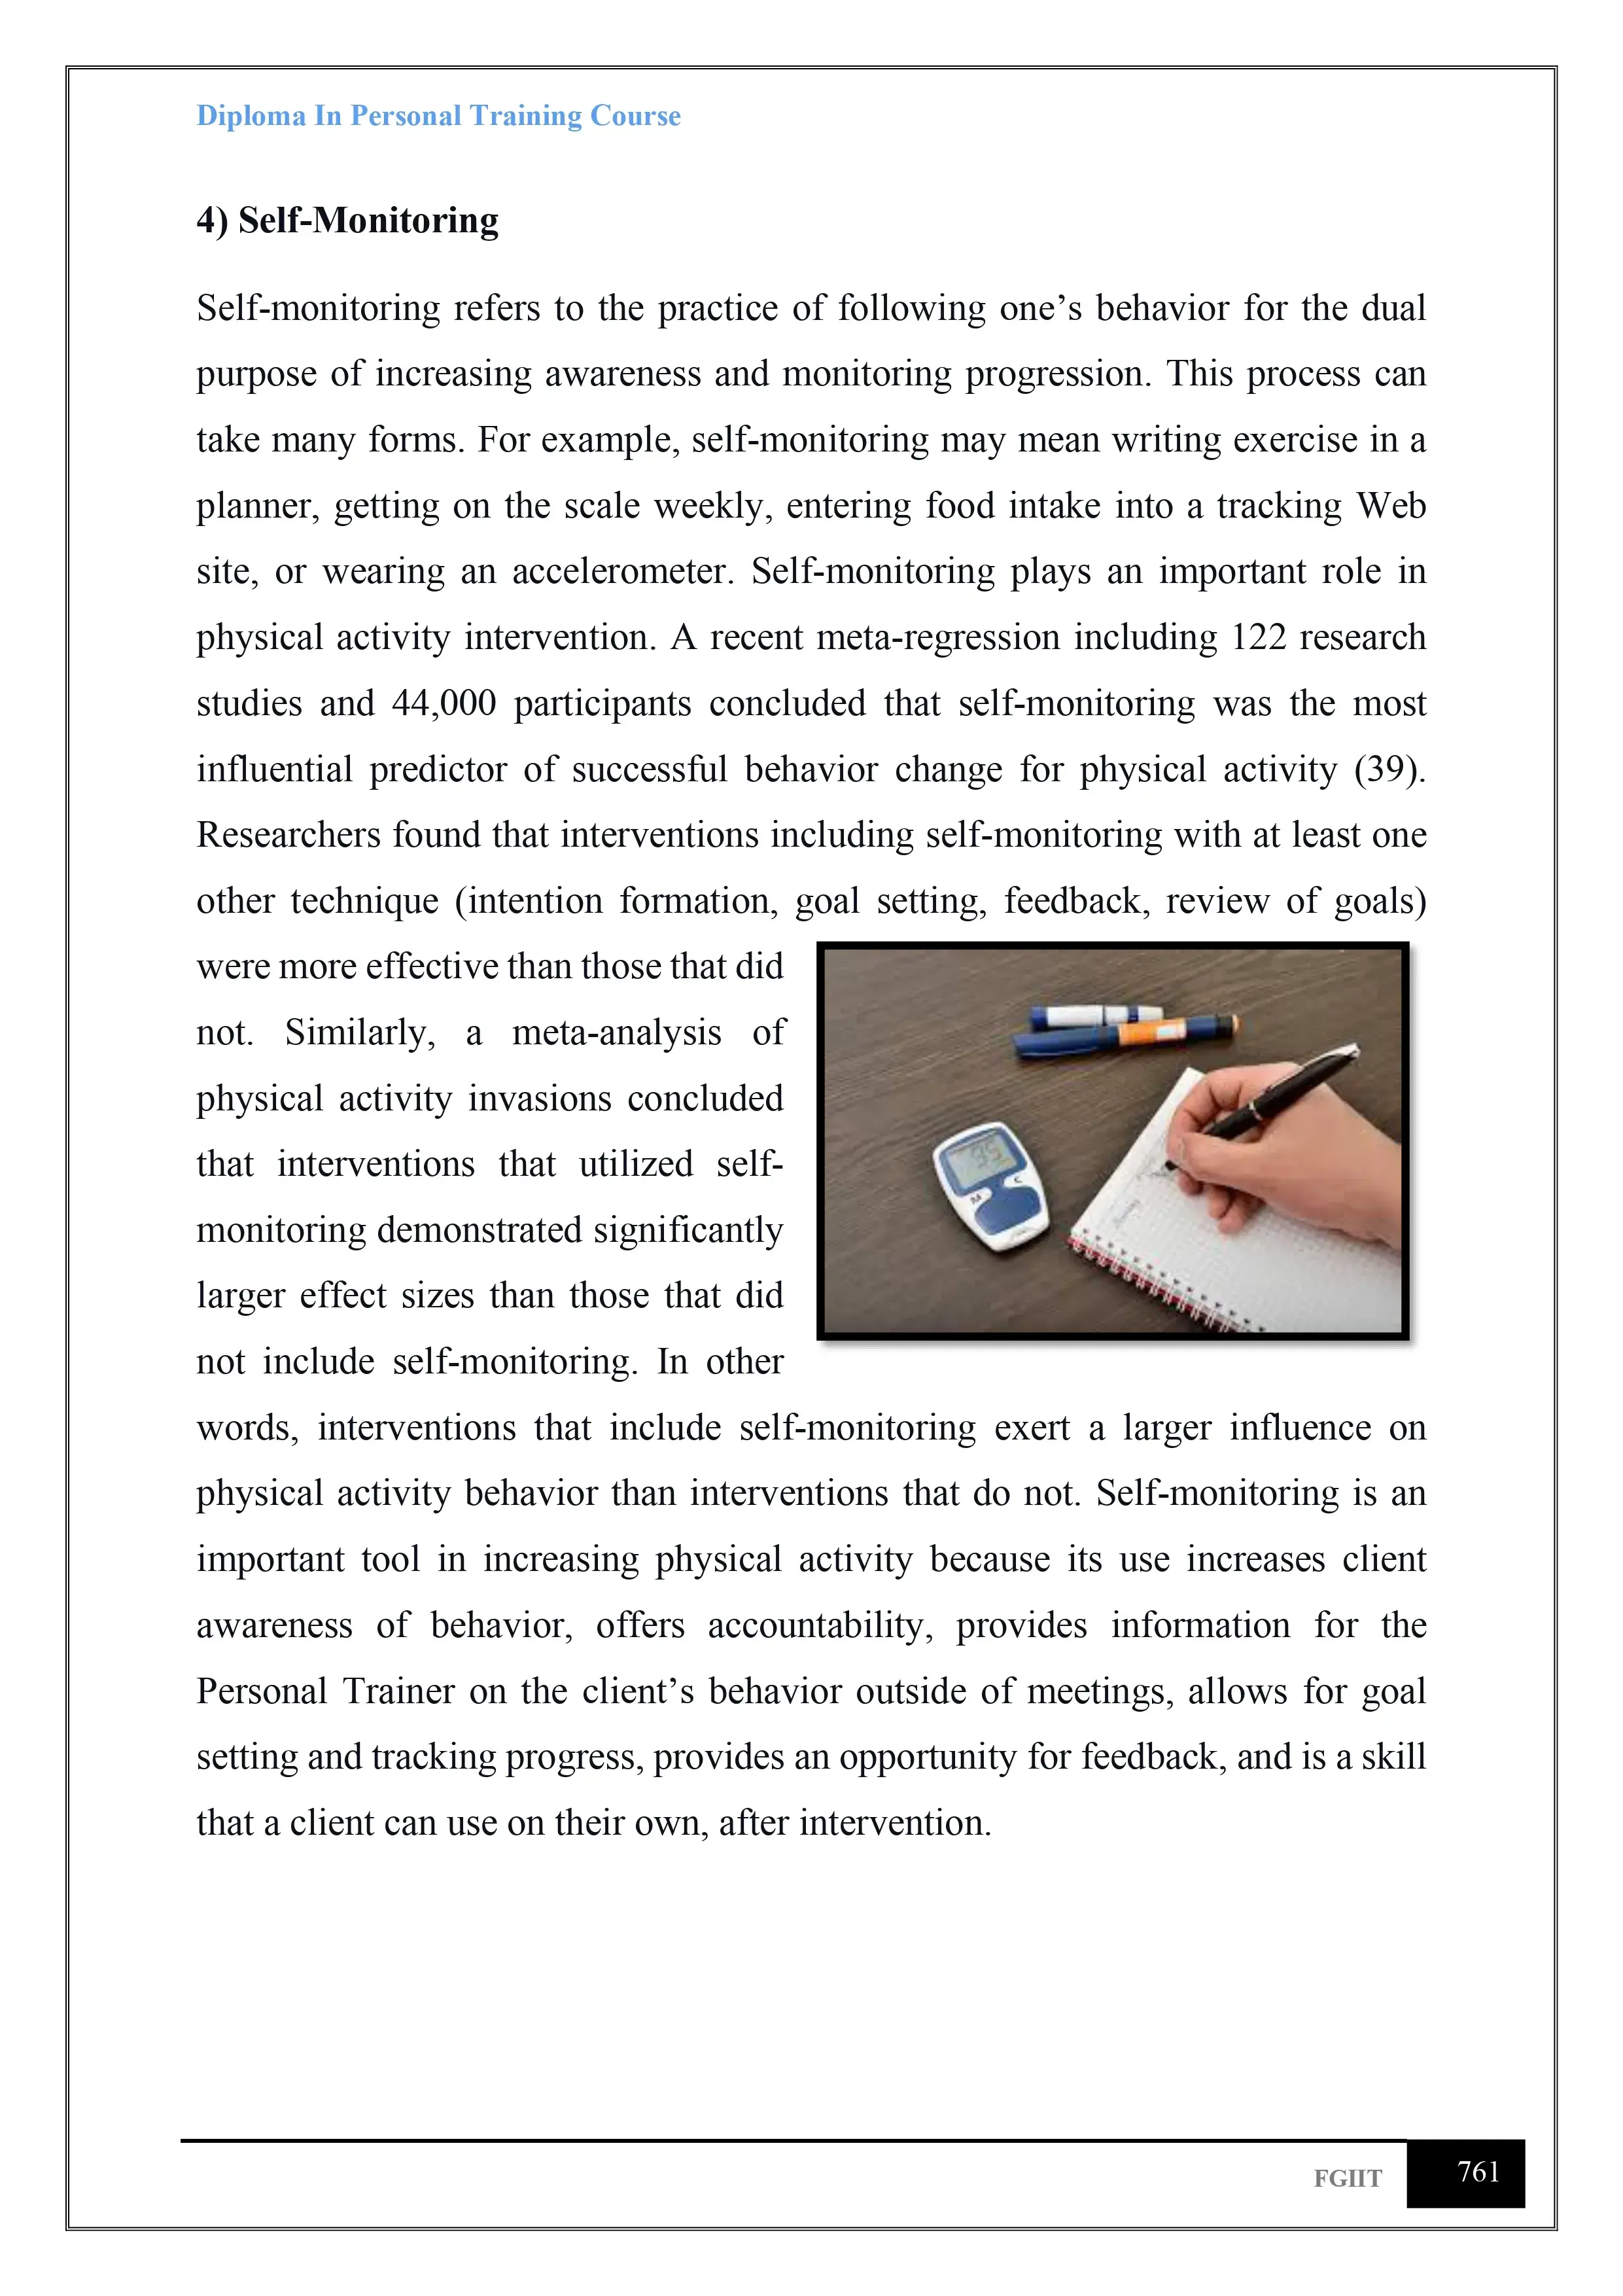 Diploma In Personal Training Course
4) Self-Monitoring
Self-monitoring refers to the practice of following one’s behavior for the dual
purpose of increasing awareness and monitoring progression. This process can
take many forms. For example, self-monitoring may mean writing exercise in a
planner, getting on the scale weekly, entering food intake into a tracking Web
site, or wearing an accelerometer. Self-monitoring plays an important role in
physical activity intervention. A recent meta-regression including 122 research
studies and 44,000 participants concluded that self-monitoring was the most
influential predictor of successful behavior change for physical activity (39).
Researchers found that interventions including self-monitoring with at least one
other technique (intention formation, goal setting, feedback, review of goals)
were more effective than those that did
not. Similarly, a meta-analysis of
physical activity invasions concluded
that interventions that utilized self-
monitoring demonstrated significantly
larger effect sizes than those that did
not include self-monitoring. In other
words, interventions that include self-monitoring exert a larger influence on
physical activity behavior than interventions that do not. Self-monitoring is an
important tool in increasing physical activity because its use increases client
awareness of behavior, offers accountability, provides information for the
Personal Trainer on the client’s behavior outside of meetings, allows for goal
setting and tracking progress, provides an opportunity for feedback, and is a skill
that a client can use on their own, after intervention.
M C
FGIIT 761